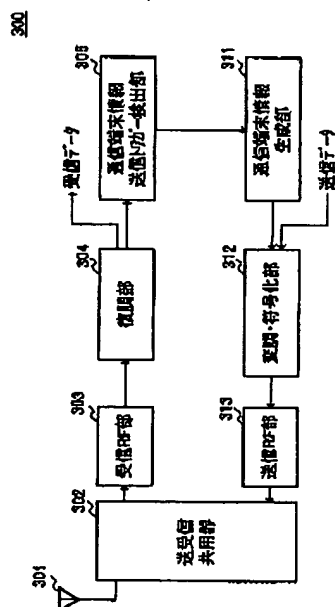 300
301
302
送受信
共用器
303
受信RF部
304
復調部
受信データ
305
通信端末情報
送信トリガー検出部
311
通信端末情報
生成部
送信データ
312
変調・符号化部
313
送信RF部